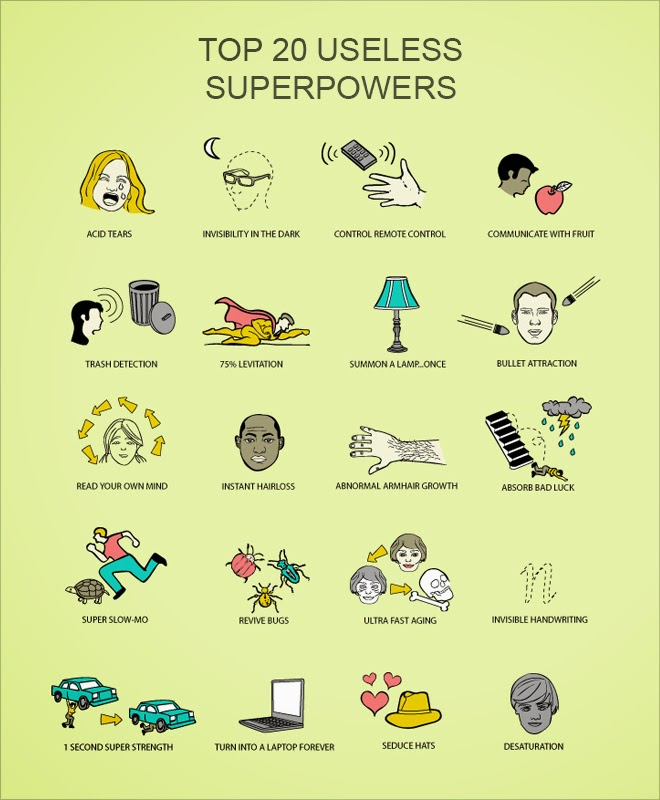 TOP 20 USELESS
SUPERPOWERS
ACID TEARS
INVISIBILITY IN THE DARK
CONTROL REMOTE CONTROL
COMMUNICATE WITH FRUIT
TRASH DETECTION
75% LEVITATION
SUMMON A LAMP...ONCE
BULLET ATTRACTION
READ YOUR OWN MIND
INSTANT HAIRLOSS
ABNORMAL ARMHAIR GROWTH
ABSORB BAD LUCK
SUPER SLOW-MO
REVIVE BUGS
ULTRA FAST AGING
n
INVISIBLE HANDWRITING
1 SECOND SUPER STRENGTH
TURN INTO A LAPTOP FOREVER
SEDUCE HATS
DESATURATION